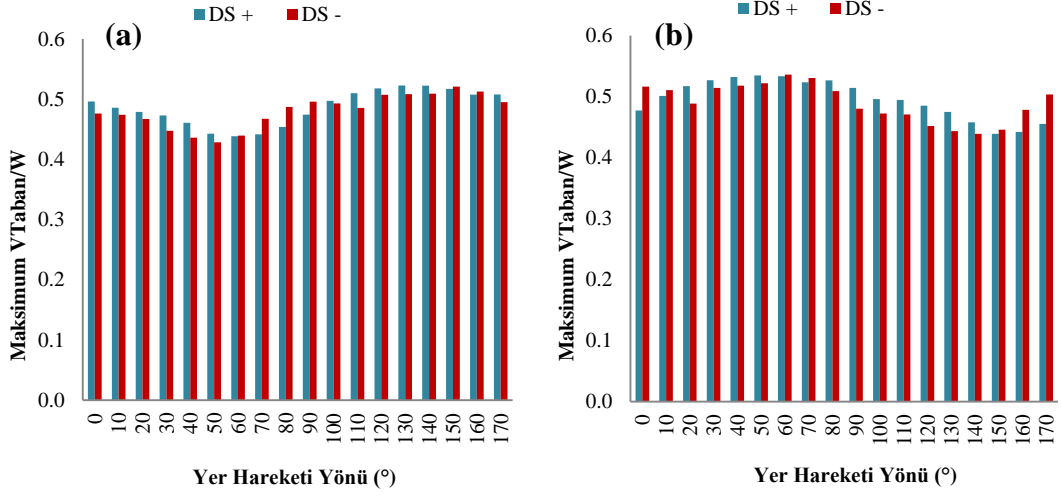 DS + DS -
(a)
Maksimum VTaban/W
0.6
0.5
0.4
0.3
0.2
0.1
0.0
0 10 20 30 40 50 60 70 80 90 100 110 120 130 140 150 160 170
Yer Hareketi Yönü (°)
DS + DS -
(b)
Maksimum VTaban/W
0.6
0.5
0.4
0.3
0.2
0.1
0.0
0 10 20 30 40 50 60 70 80 90 100 110 120 130 140 150 160 170
Yer Hareketi Yönü (°)